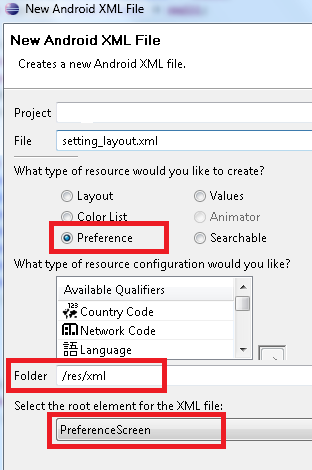 New Android XML File
New Android XML File
Creates a new Android XML file.
Project
File setting_layout.xml
What type of resource would you like to create?
Layout Values
Color List Animator
Preference Searchable
What type of resource configuration would you like?
Available Qualifiers
123 Country Code
Network Code
語 Language
Folder /res/xml
Select the root element for the XML file:
PreferenceScreen